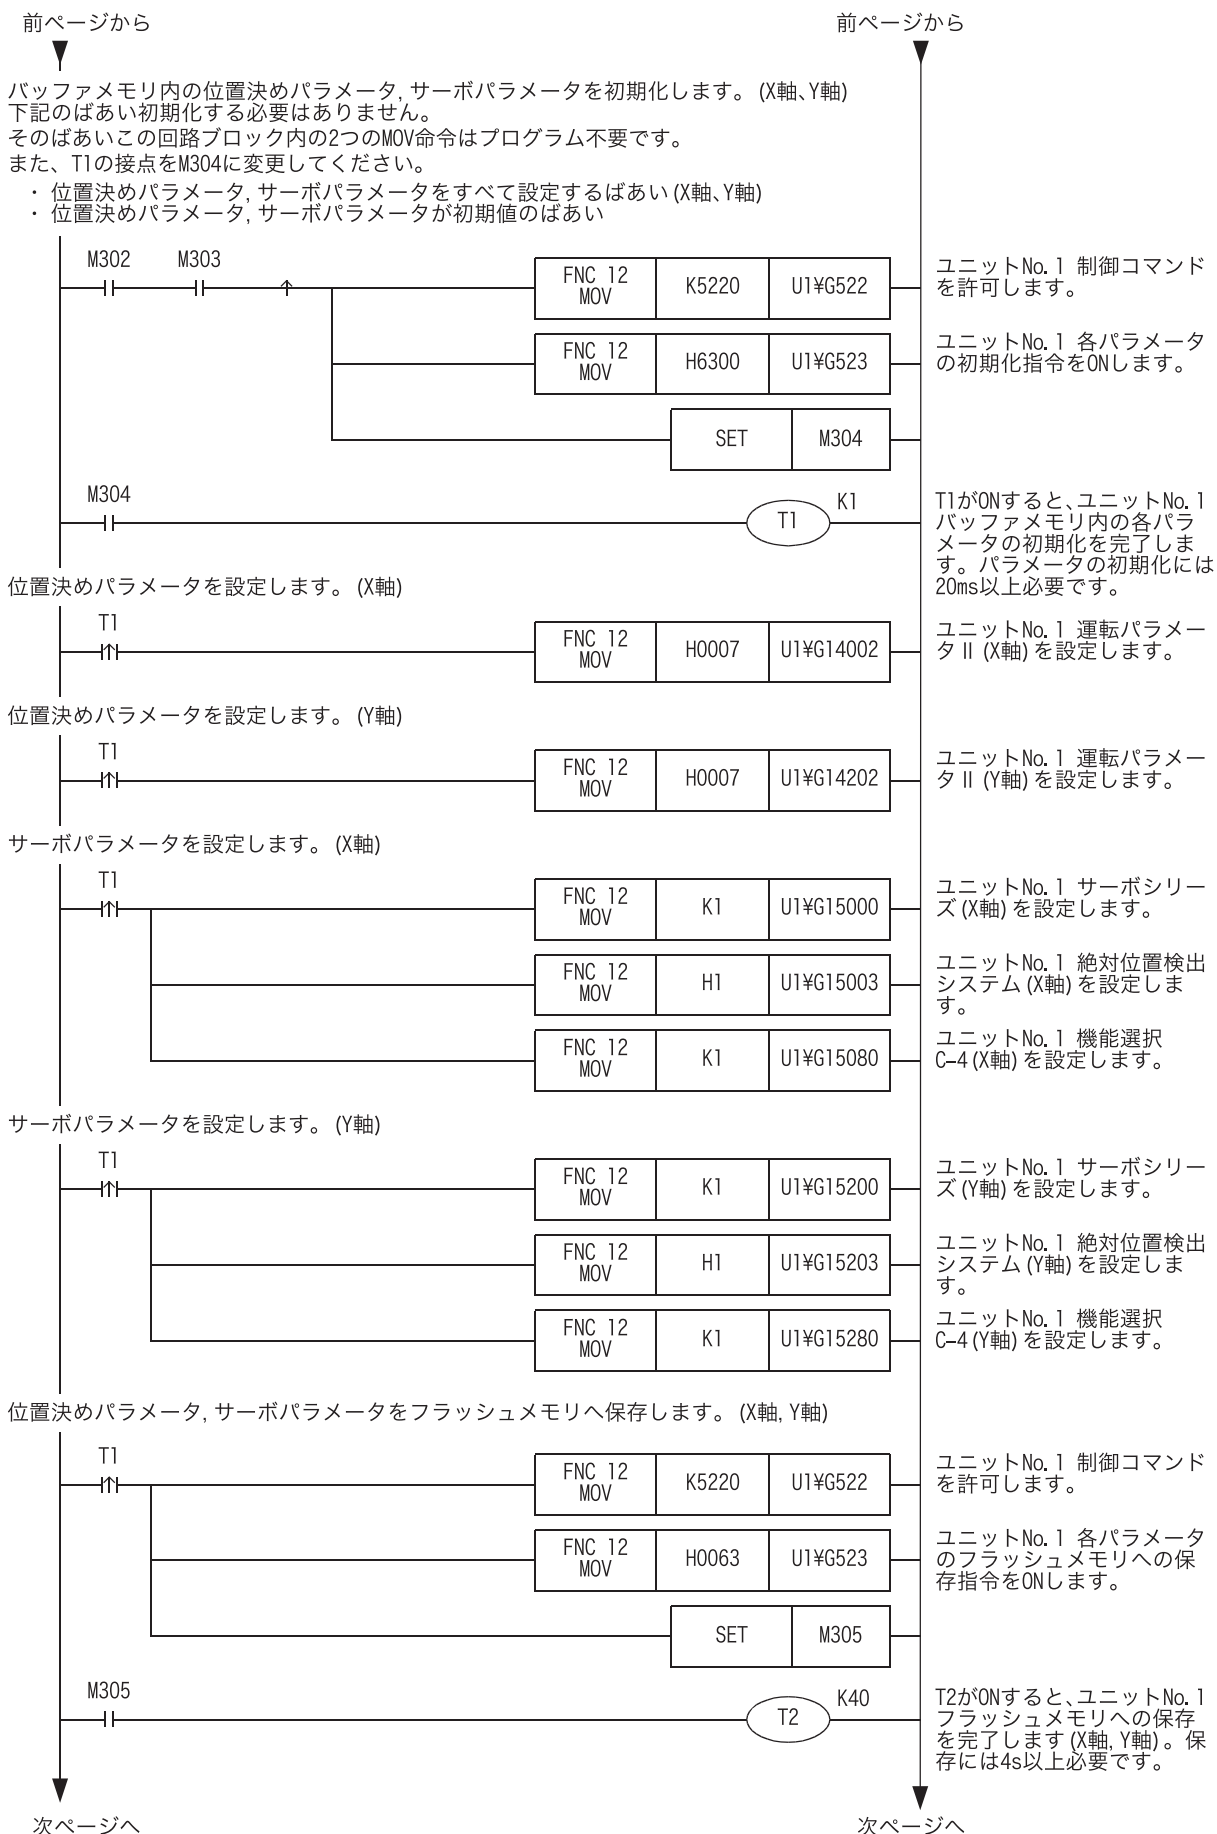 前ページから
前ページから
バッファメモリ内の位置決めパラメータ, サーボパラメータを初期化します。(X軸、Y軸)
下記のばあい初期化する必要はありません。
そのばあいこの回路ブロック内の2つのMOV命令はプログラム不要です。
また、T1の接点をM304に変更してください。
・ 位置決めパラメータ, サーボパラメータをすべて設定するばあい(X軸、Y軸)
・ 位置決めパラメータ, サーボパラメータが初期値のばあい
M302
M303
FNC 12
MOV
K5220
U1¥G522
ユニットNo.1 制御コマンド
を許可します。
FNC 12
MOV
H6300
U1¥G523
ユニットNo.1 各パラメータ
の初期化指令をONします。
SET
M304
M304
T1
K1
T1がONすると、ユニットNo.1
バッファメモリ内の各パラ
メータの初期化を完了しま
す。パラメータの初期化には
20ms以上必要です。
位置決めパラメータを設定します。(X軸)
T1
FNC 12
MOV
H0007
U1¥G14002
ユニットNo.1 運転パラメー
タⅡ(X軸)を設定します。
位置決めパラメータを設定します。(Y軸)
T1
FNC 12
MOV
H0007
U1¥G14202
ユニットNo.1 運転パラメー
タⅡ(Y軸)を設定します。
サーボパラメータを設定します。(X軸)
T1
FNC 12
MOV
K1
U1¥G15000
ユニットNo.1 サーボシリー
ズ(X軸)を設定します。
FNC 12
MOV
H1
U1¥G15003
ユニットNo.1 絶対位置検出
システム(X軸)を設定しま
す。
FNC 12
MOV
K1
U1¥G15080
ユニットNo.1 機能選択
C-4(X軸)を設定します。
サーボパラメータを設定します。(Y軸)
T1
FNC 12
MOV
K1
U1¥G15200
ユニットNo.1 サーボシリー
ズ(Y軸)を設定します。
FNC 12
MOV
H1
U1¥G15203
ユニットNo.1 絶対位置検出
システム(Y軸)を設定しま
す。
FNC 12
MOV
K1
U1¥G15280
ユニットNo.1 機能選択
C-4(Y軸)を設定します。
位置決めパラメータ, サーボパラメータをフラッシュメモリへ保存します。(X軸, Y軸)
T1
FNC 12
MOV
K5220
U1¥G522
ユニットNo.1 制御コマンド
を許可します。
FNC 12
MOV
H0063
U1¥G523
ユニットNo.1 各パラメータ
のフラッシュメモリへの保
存指令をONします。
SET
M305
M305
T2
K40
T2がONすると、ユニットNo.1
フラッシュメモリへの保存
を完了します(X軸, Y軸)。保
存には4s以上必要です。
次ページへ
次ページへ